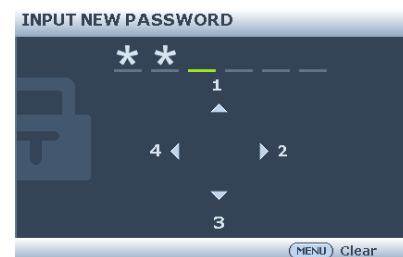 INPUT NEW PASSWORD
* * _ _ _ _
1
4 2
3
MENU Clear